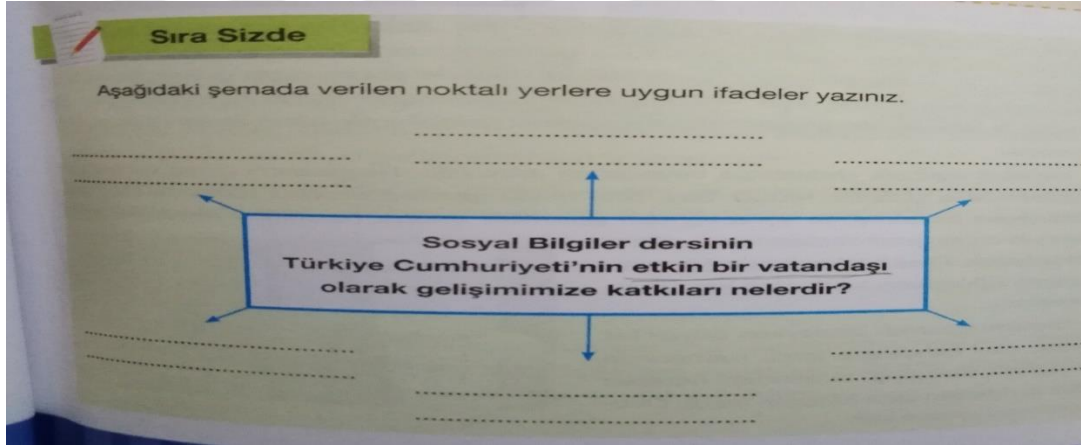 Sıra Sizde
Aşağıdaki şemada verilen noktalı yerlere uygun ifadeler yazınız.
Sosyal Bilgiler dersinin
Türkiye Cumhuriyeti'nin etkin bir vatandaşı
olarak gelişimimize katkıları nelerdir?